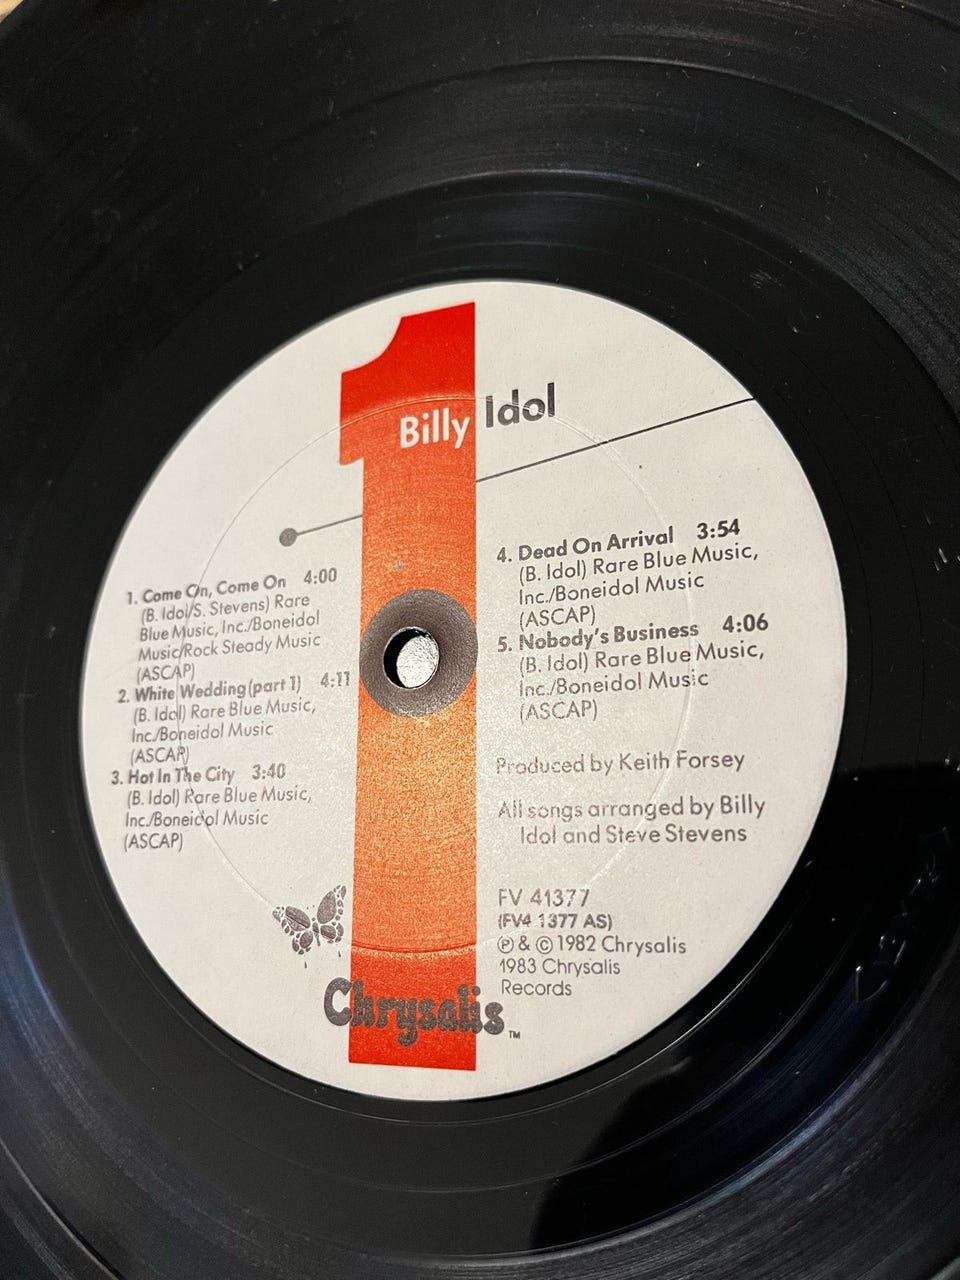 1
Billy Idol
1. Come On, Come On 4:00
(B. Idol/S. Stevens) Rare
Blue Music, Inc./Boneidol
Music/Rock Steady Music
(ASCAP)
2. White Wedding (part 1) 4:11
(B. Idol) Rare Blue Music,
Inc./Boneidol Music
(ASCAP)
3. Hot In The City 3:40
(B. Idol) Rare Blue Music,
Inc./Boneidol Music
(ASCAP)
4. Dead On Arrival 3:54
(B. Idol) Rare Blue Music,
Inc./Boneidol Music
(ASCAP)
5. Nobody's Business 4:06
(B. Idol) Rare Blue Music,
Inc./Boneidol Music
(ASCAP)
Produced by Keith Forsey
All songs arranged by Billy
Idol and Steve Stevens
FV 41377
(FV4 1377 AS)
℗ & © 1982 Chrysalis
1983 Chrysalis
Records
Chrysalis™